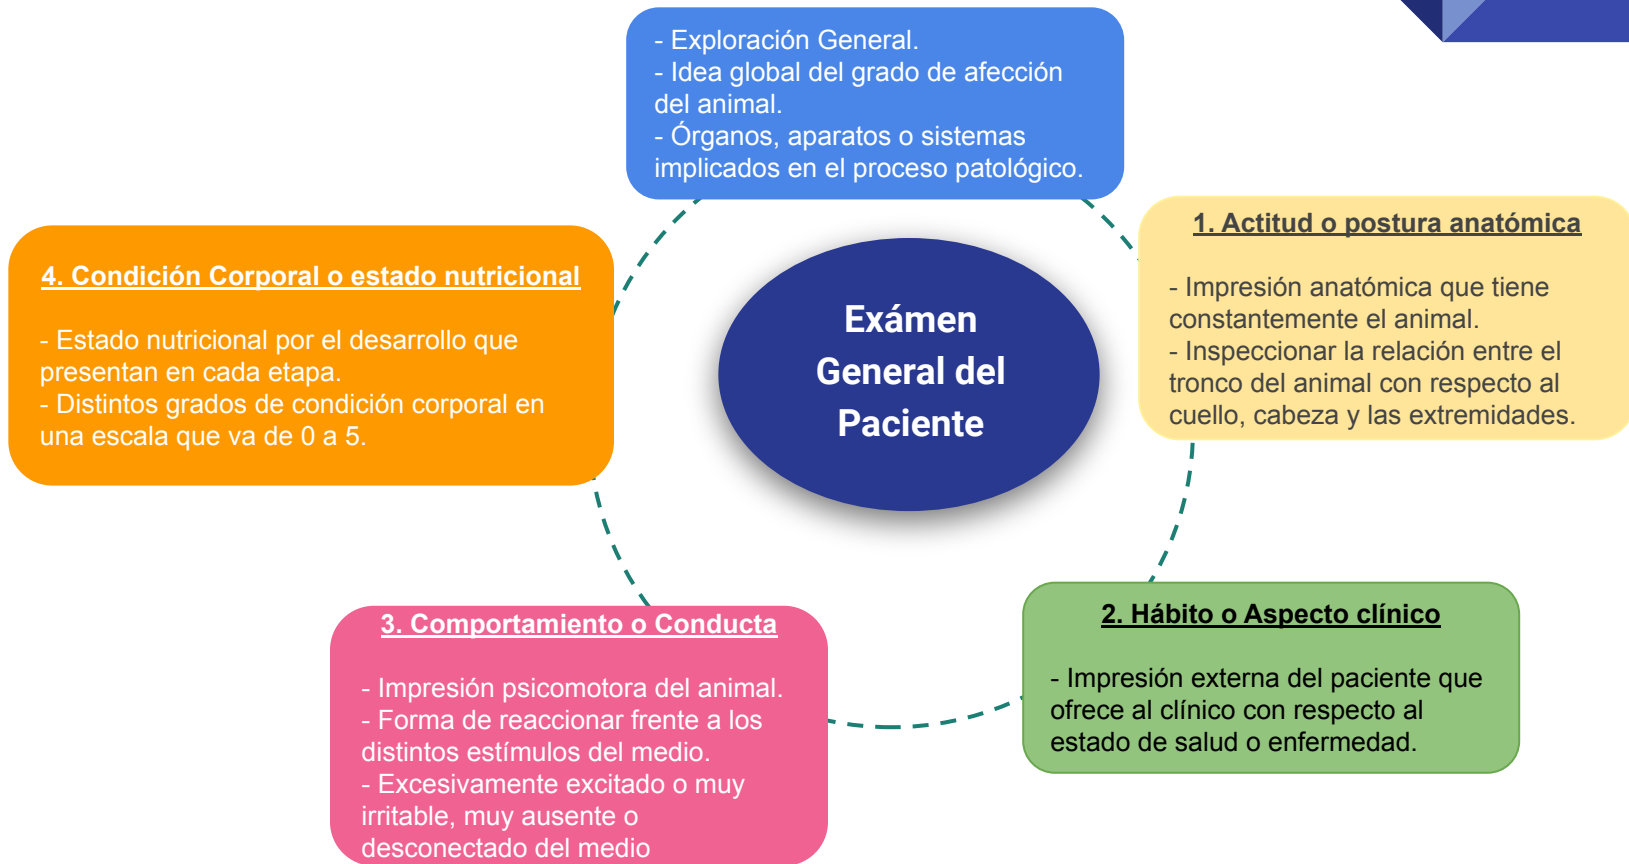 - Exploración General.
- Idea global del grado de afección
del animal.
- Órganos, aparatos o sistemas
implicados en el proceso patológico.
Exámen
General del
Paciente
1. Actitud o postura anatómica
- Impresión anatómica que tiene
constantemente el animal.
- Inspeccionar la relación entre el
tronco del animal con respecto al
cuello, cabeza y las extremidades.
2. Hábito o Aspecto clínico
- Impresión externa del paciente que
ofrece al clínico con respecto al
estado de salud o enfermedad.
3. Comportamiento o Conducta
- Impresión psicomotora del animal.
- Forma de reaccionar frente a los
distintos estímulos del medio.
- Excesivamente excitado o muy
irritable, muy ausente o
desconectado del medio
4. Condición Corporal o estado nutricional
- Estado nutricional por el desarrollo que
presentan en cada etapa.
- Distintos grados de condición corporal en
una escala que va de 0 a 5.